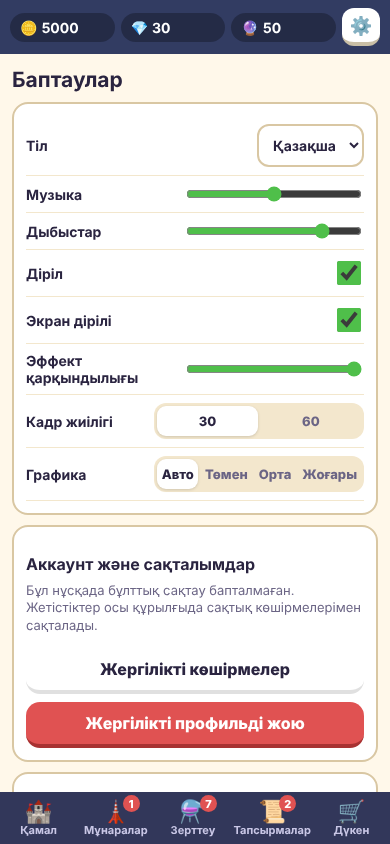 5000 30 50
Баптаулар
Тіл Қазақша
Музыка
Дыбыстар
Діріл
Экран дірілі
Эффект
қарқындылығы
Кадр жиілігі 30 60
Графика Авто Төмен Орта Жоғары
Аккаунт және сақталымдар
Бұл нұсқада бұлттық сақтау бапталмаған.
Жетістіктер осы құрылғыда сақтық көшірмелерімен
сақталады.
Жергілікті көшірмелер
Жергілікті профильді жою
1 7 2
Қамал Мұнаралар Зерттеу Тапсырмалар Дүкен